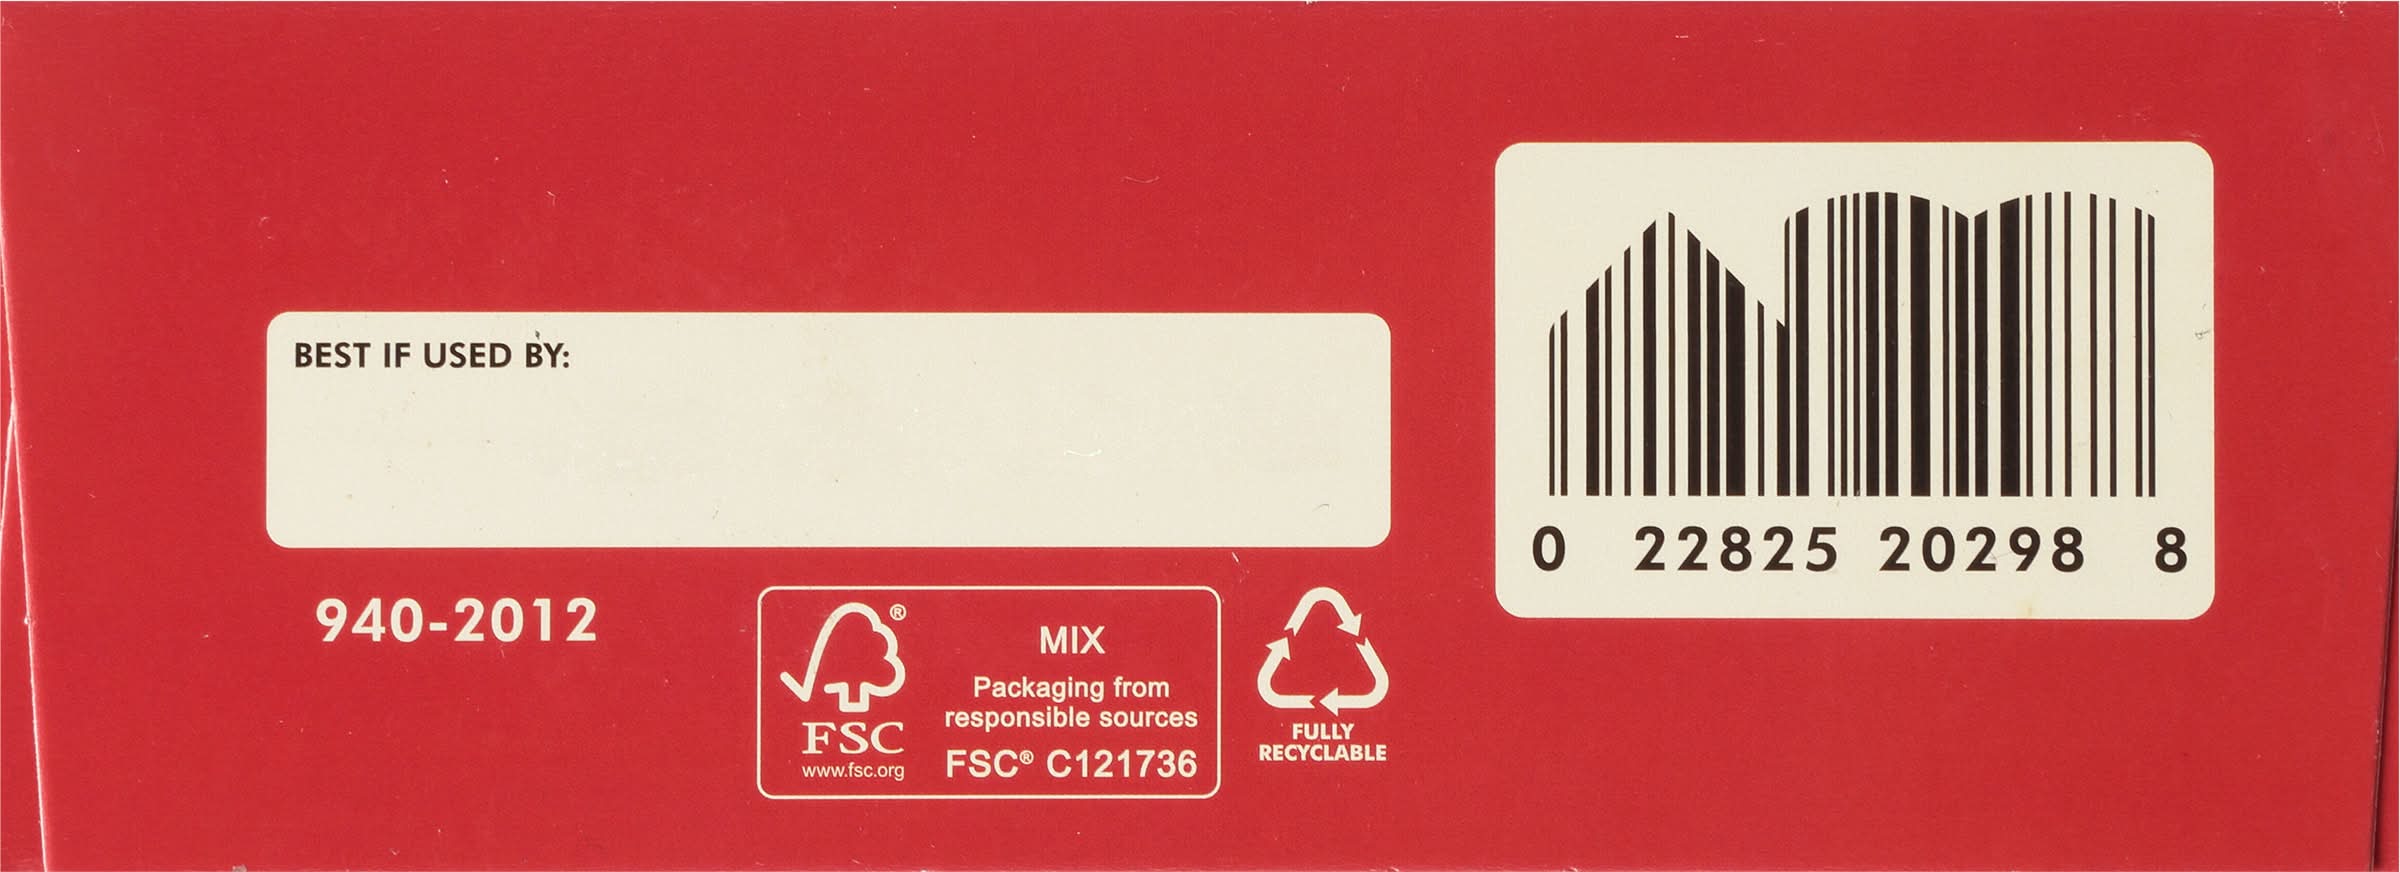 BEST IF USED BY:
940-2012
®
FSC
www.fsc.org
MIX
Packaging from
responsible sources
FSC® C121736
FULLY
RECYCLABLE
0 22825 20298 8